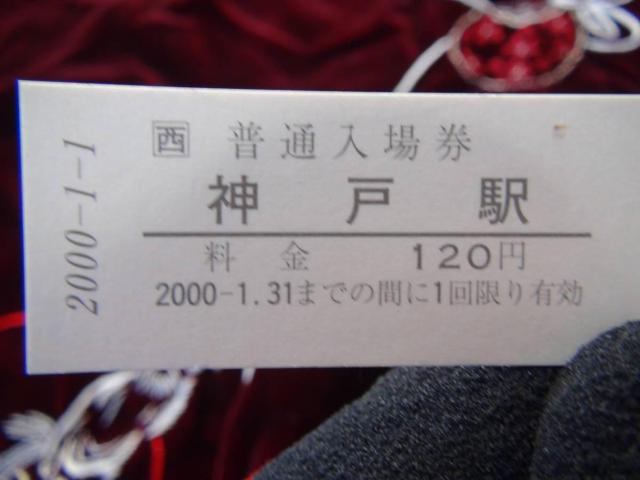 2000-1-1
西 普通入場券
神戸駅
料金 120円
2000-1.31までの間に1回限り有効